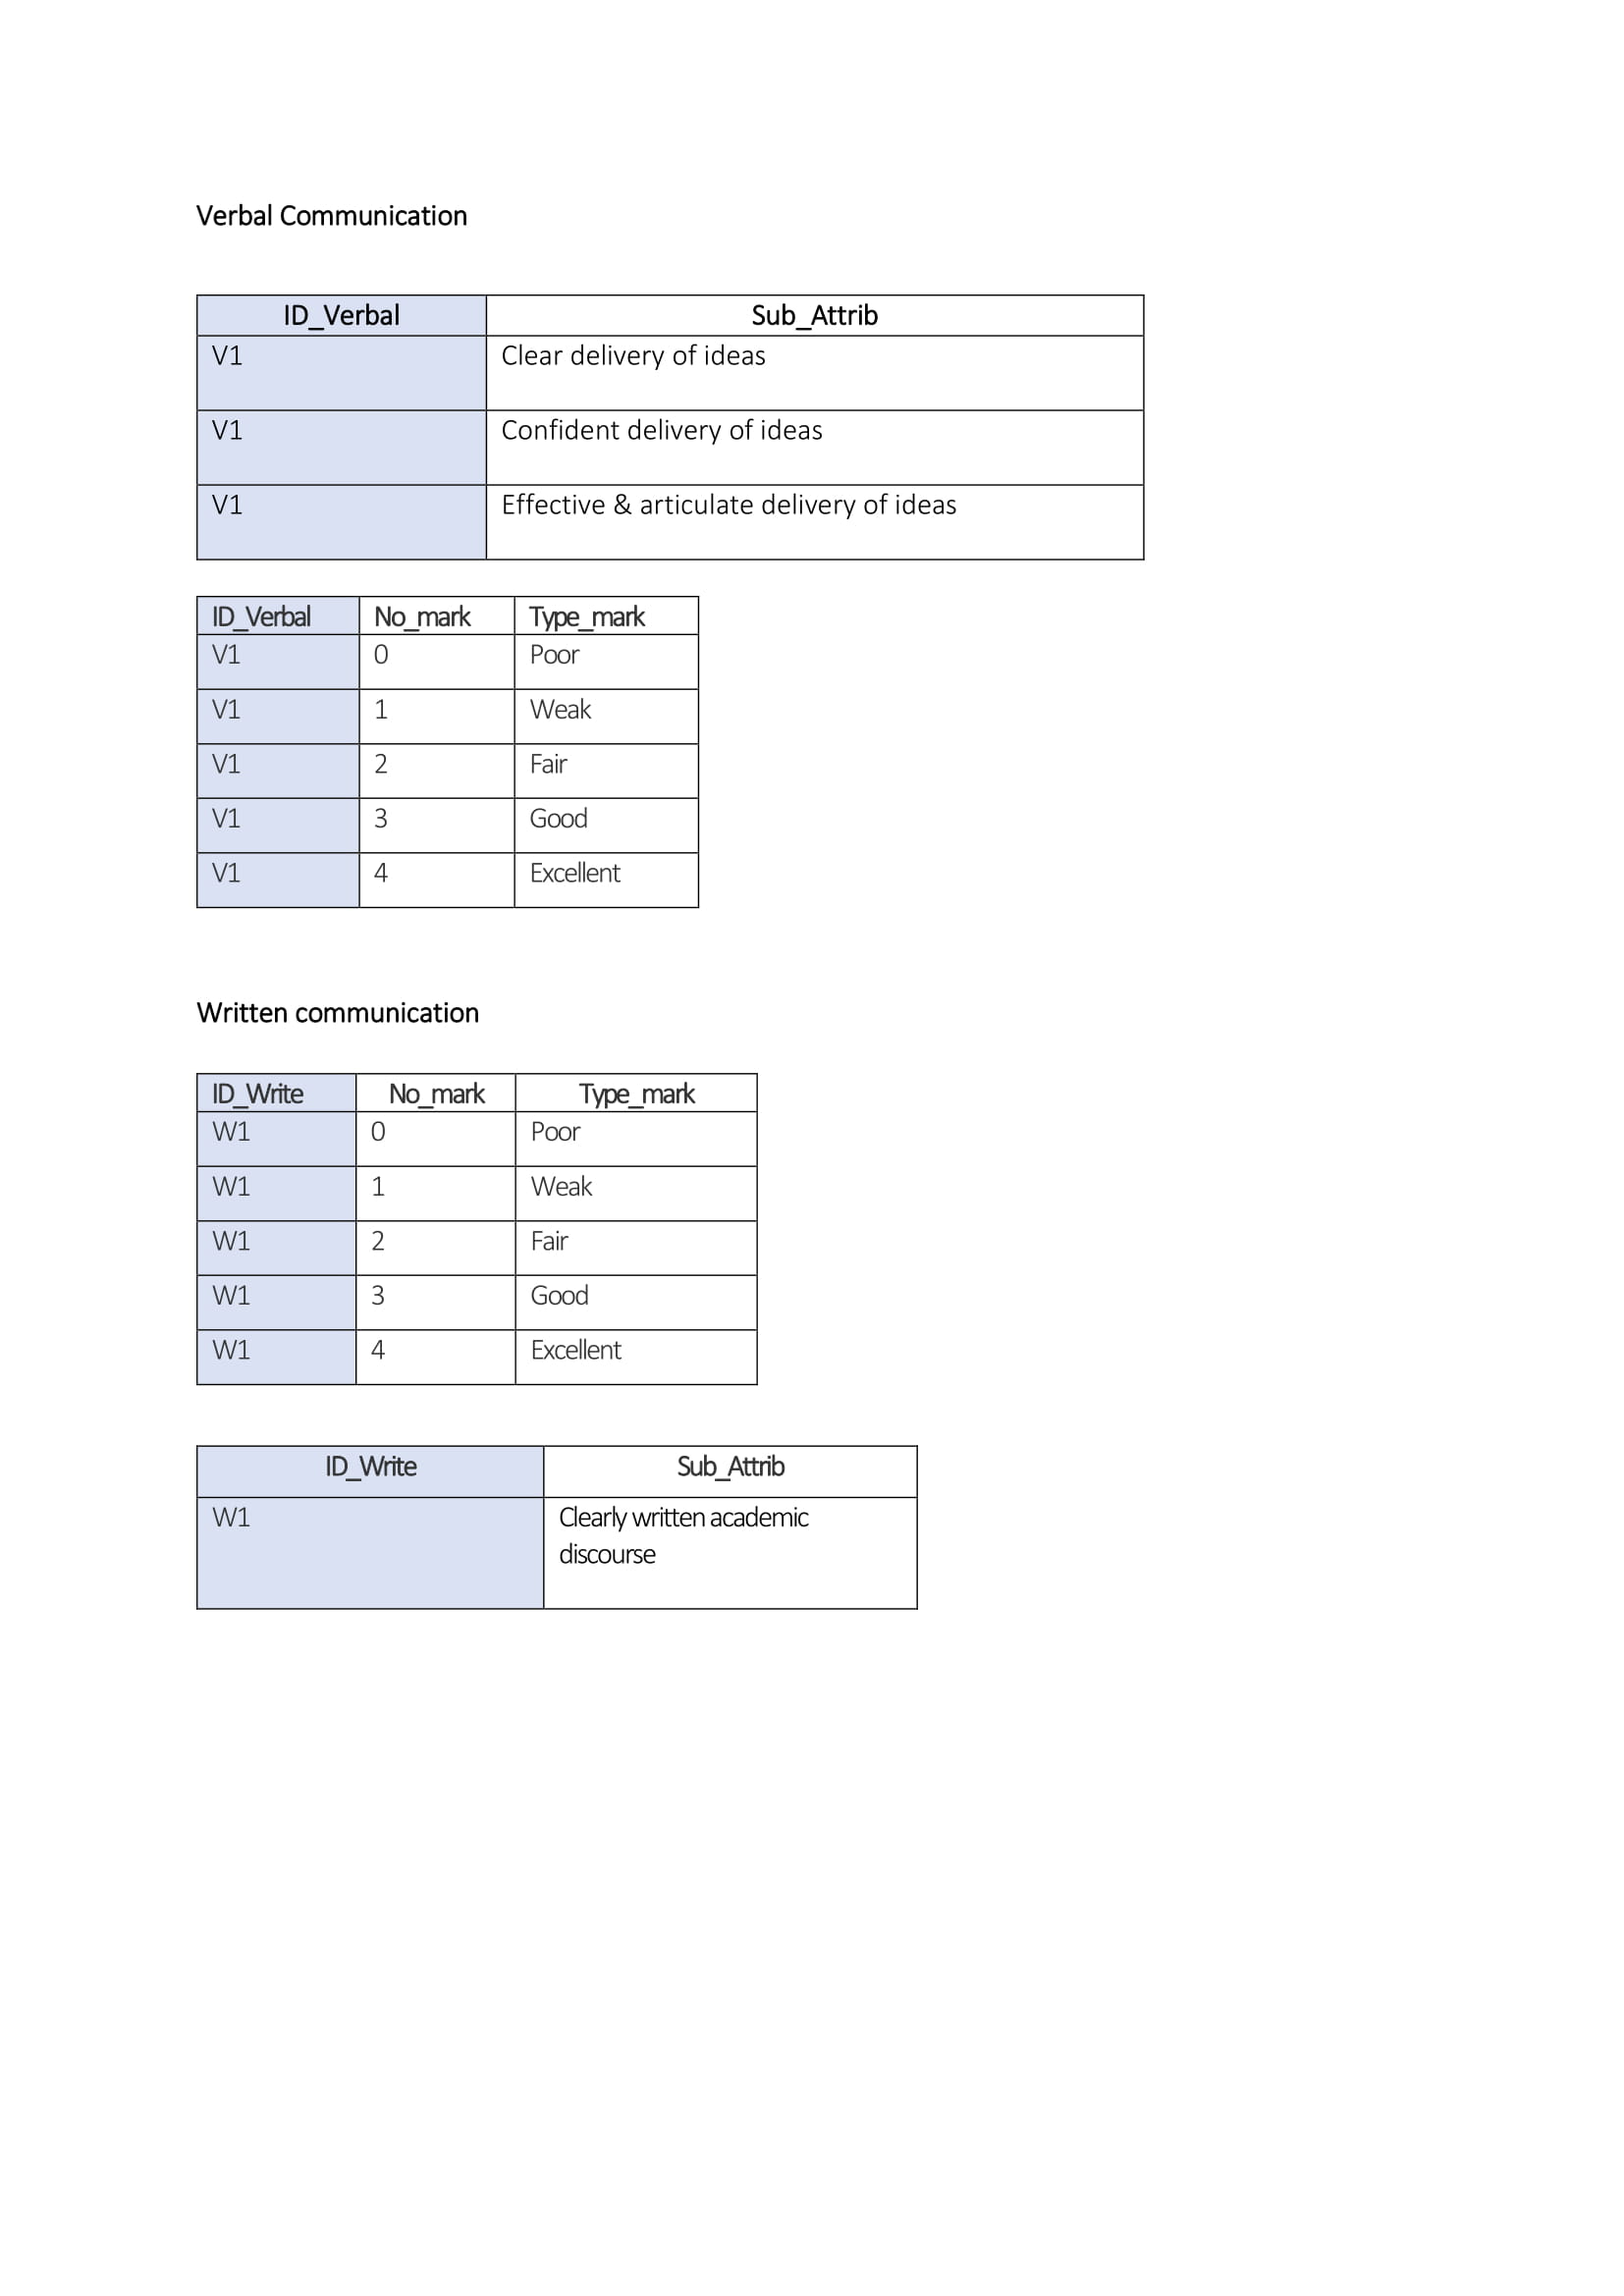 Verbal Communication
ID_Verbal Sub_Attrib
V1 Clear delivery of ideas
V1 Confident delivery of ideas
V1 Effective & articulate delivery of ideas
ID_Verbal No_mark Type_mark
V1 0 Poor
V1 1 Weak
V1 2 Fair
V1 3 Good
V1 4 Excellent
Written communication
ID_Write No_mark Type_mark
W1 0 Poor
W1 1 Weak
W1 2 Fair
W1 3 Good
W1 4 Excellent
ID_Write Sub_Attrib
W1 Clearly written academic
discourse